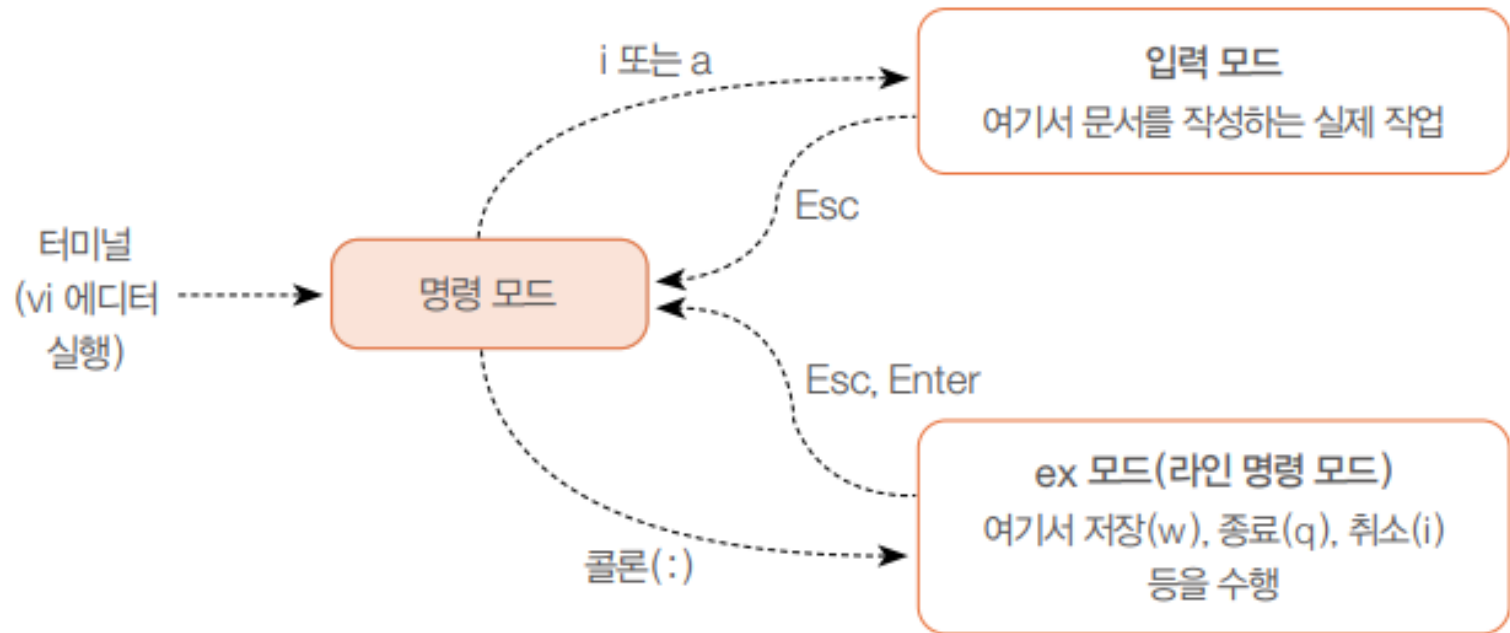 i 또는 a
입력 모드
여기서 문서를 작성하는 실제 작업
Esc
터미널
(vi 에디터
실행)
명령 모드
Esc, Enter
ex 모드(라인 명령 모드)
여기서 저장(w), 종료(q), 취소(i)
등을 수행
콜론(:)